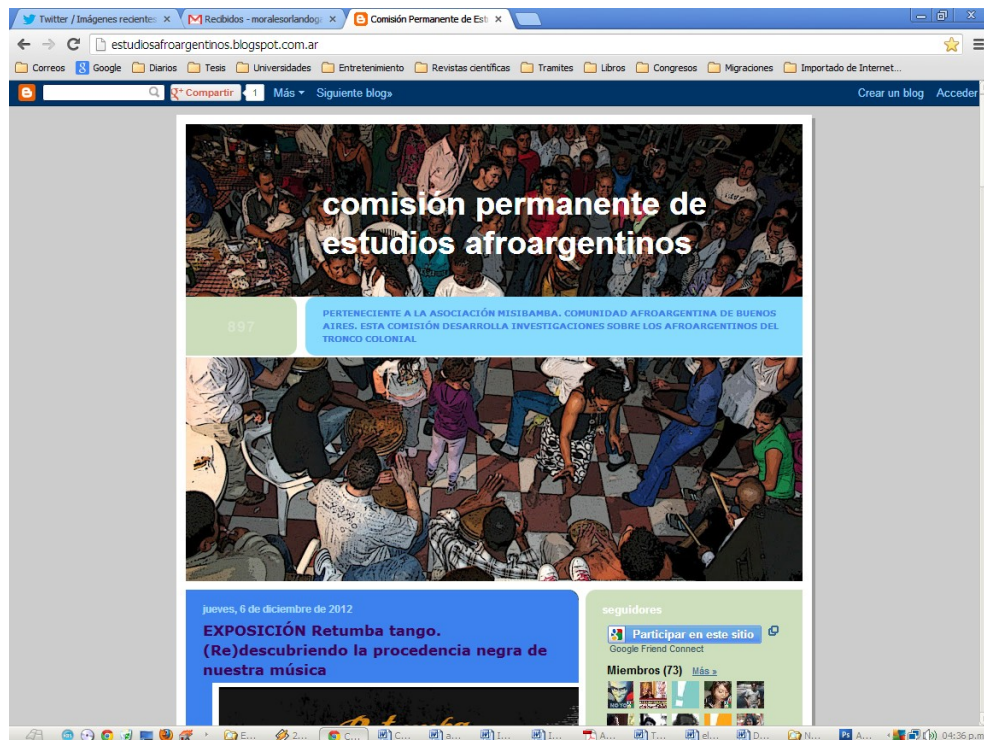 Twitter / Imágenes recientes
Recibidos - moralesorlandog
Comisión Permanente de Est
estudiosafroargentinos.blogspot.com.ar
Correos Google Diarios Tesis Universidades Entretenimiento Revistas científicas Tramites Libros Congresos Migraciones Importado de Internet...
Compartir 1 Más Siguiente blog» Crear un blog Acceder
comisión permanente de
estudios afroargentinos
897
PERTENECIENTE A LA ASOCIACIÓN MISIBAMBA. COMUNIDAD AFROARGENTINA DE BUENOS
AIRES. ESTA COMISIÓN DESARROLLA INVESTIGACIONES SOBRE LOS AFROARGENTINOS DEL
TRONCO COLONIAL
jueves, 6 de diciembre de 2012
EXPOSICIÓN Retumba tango.
(Re)descubriendo la procedencia negra de
nuestra música
Retumba
seguidores
Participar en este sitio
Google Friend Connect
Miembros (73) Más »
E... 2... C... C... a... I... I... A... T... el... D... N... A... 04:36 p.m.